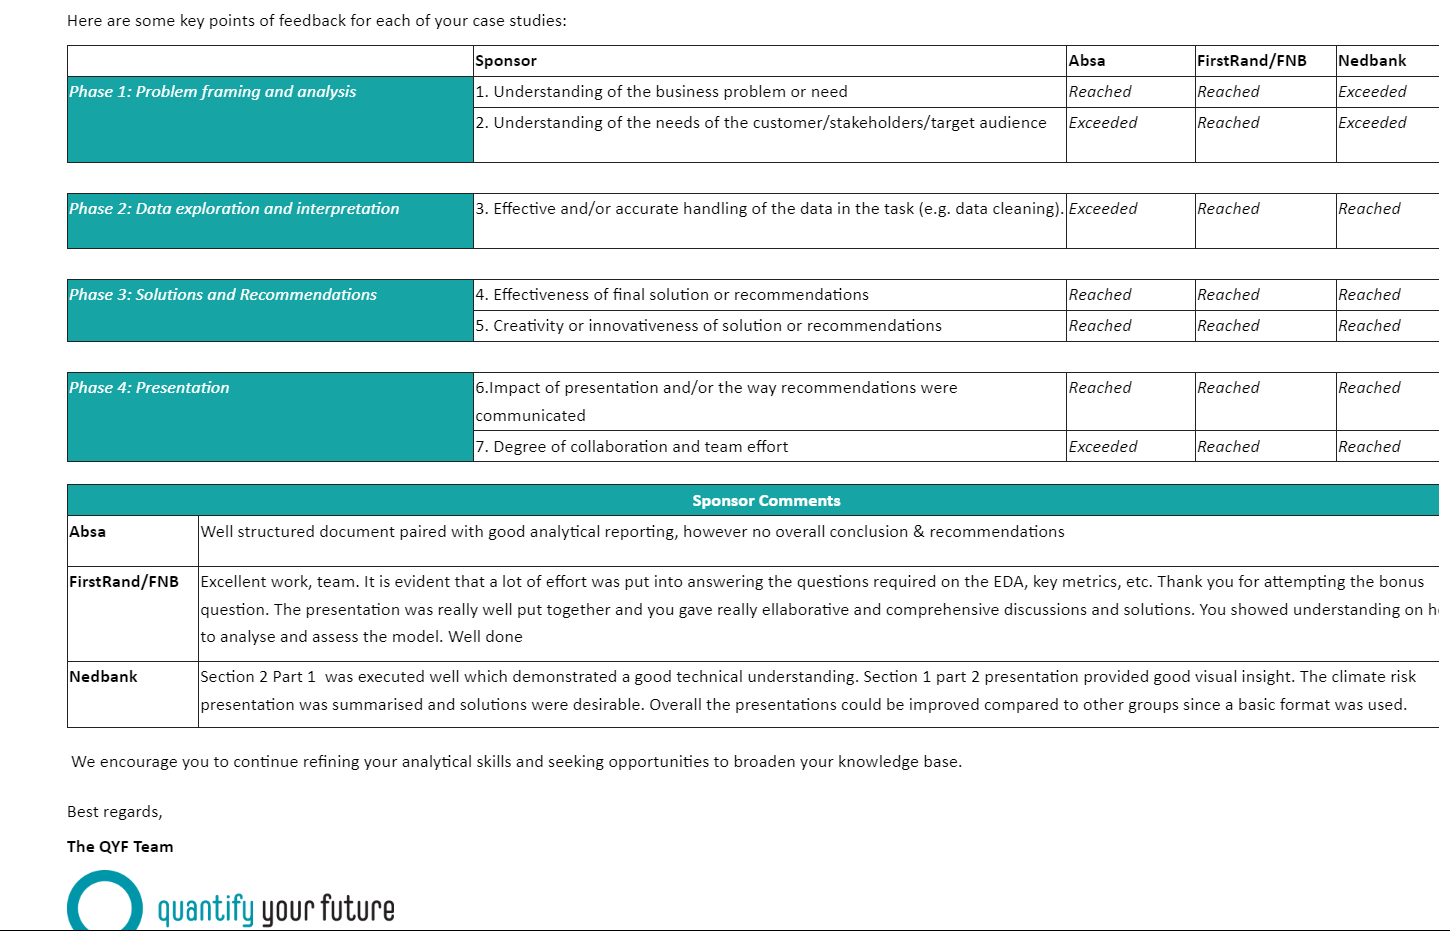 Here are some key points of feedback for each of your case studies:
Sponsor Absa FirstRand/FNB Nedbank
Phase 1: Problem framing and analysis 1. Understanding of the business problem or need Reached Reached Exceeded
2. Understanding of the needs of the customer/stakeholders/target audience Exceeded Reached Exceeded
Phase 2: Data exploration and interpretation 3. Effective and/or accurate handling of the data in the task (e.g. data cleaning). Exceeded Reached Reached
Phase 3: Solutions and Recommendations 4. Effectiveness of final solution or recommendations Reached Reached Reached
5. Creativity or innovativeness of solution or recommendations Reached Reached Reached
Phase 4: Presentation 6.Impact of presentation and/or the way recommendations were Reached Reached Reached
communicated
7. Degree of collaboration and team effort Exceeded Reached Reached
Sponsor Comments
Absa Well structured document paired with good analytical reporting, however no overall conclusion & recommendations
FirstRand/FNB Excellent work, team. It is evident that a lot of effort was put into answering the questions required on the EDA, key metrics, etc. Thank you for attempting the bonus
question. The presentation was really well put together and you gave really ellaborative and comprehensive discussions and solutions. You showed understanding on
to analyse and assess the model. Well done
Nedbank Section 2 Part 1 was executed well which demonstrated a good technical understanding. Section 1 part 2 presentation provided good visual insight. The climate risk
presentation was summarised and solutions were desirable. Overall the presentations could be improved compared to other groups since a basic format was used.
We encourage you to continue refining your analytical skills and seeking opportunities to broaden your knowledge base.
Best regards,
The QYF Team
quantify your future